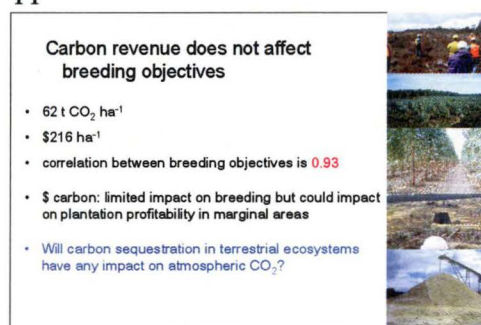 Carbon revenue does not affect
breeding objectives
• 62 t CO₂ ha⁻¹
• $216 ha⁻¹
• correlation between breeding objectives is 0.93
• $ carbon: limited impact on breeding but could impact
on plantation profitability in marginal areas
• Will carbon sequestration in terrestrial ecosystems
have any impact on atmospheric CO₂?